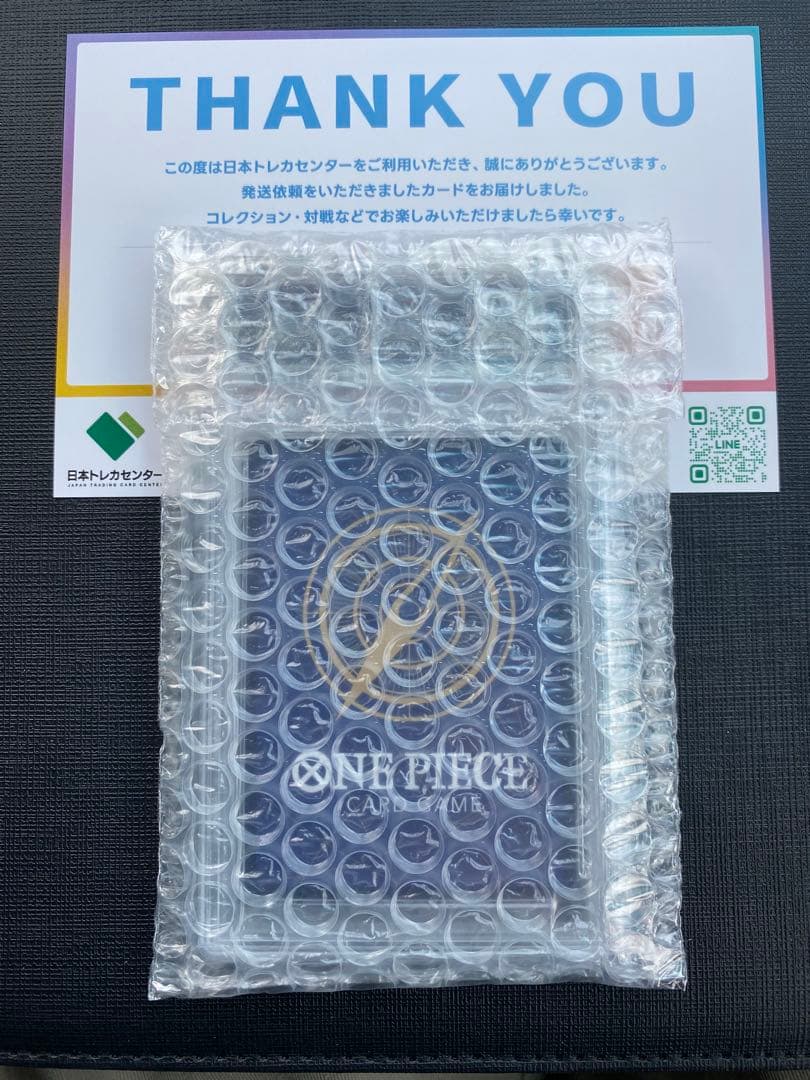 THANK YOU
この度は日本トレカセンターをご利用いただき、誠にありがとうございます。
発送依頼をいただきましたカードをお届けしました。
コレクション・対戦などでお楽しみいただけましたら幸いです。
日本トレカセンター
JAPAN TRADING CARD CENTER
LINE
ONE PIECE
CARD GAME